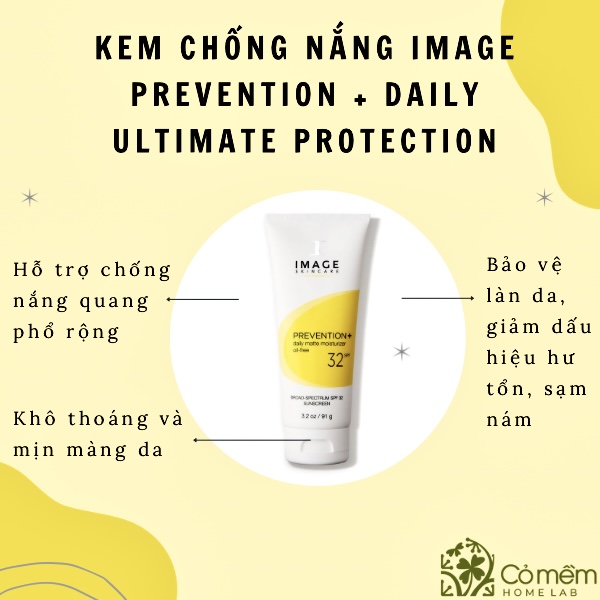 KEM CHỐNG NẮNG IMAGE
PREVENTION + DAILY
ULTIMATE PROTECTION
Hỗ trợ chống
nắng quang
phổ rộng
Khô thoáng và
mịn màng da
IMAGE
SKINCARE
PREVENTION+
daily matte moisturizer
oil-free
32 SPF
BROAD-SPECTRUM SPF 32
SUNSCREEN
3.2 oz / 91 g
Bảo vệ
làn da,
giảm dấu
hiệu hư
tổn, sạm
nám
Cỏ mềm
HOME LAB